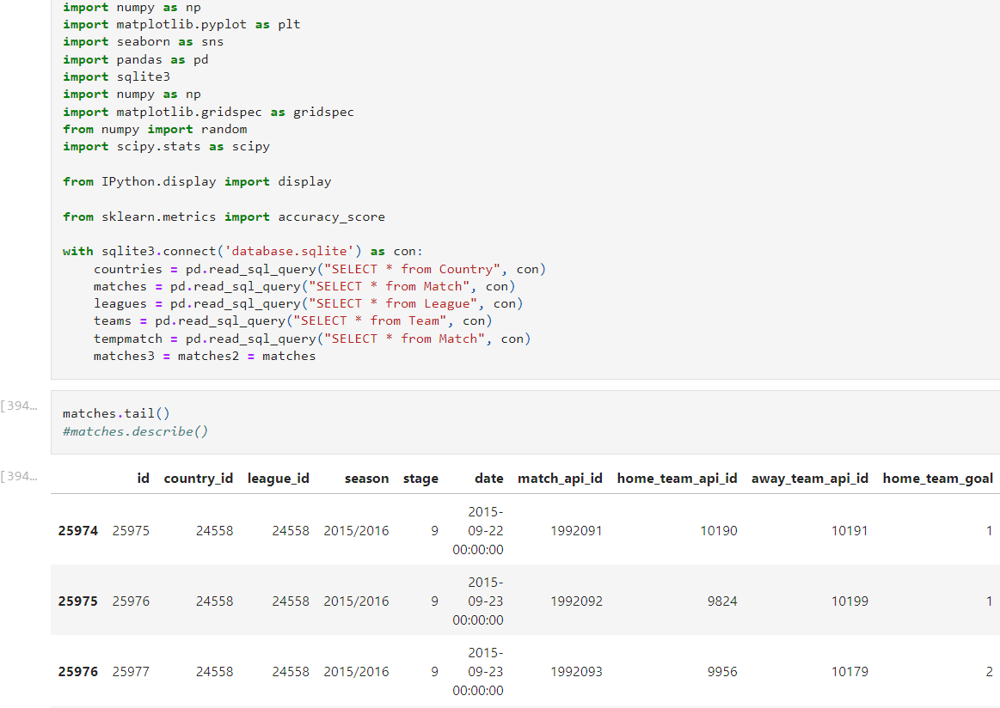 import numpy as np
import matplotlib.pyplot as plt
import seaborn as sns
import pandas as pd
import sqlite3
import numpy as np
import matplotlib.gridspec as gridspec
from numpy import random
import scipy.stats as scipy
from IPython.display import display
from sklearn.metrics import accuracy_score
with sqlite3.connect('database.sqlite') as con:
    countries = pd.read_sql_query("SELECT * from Country", con)
    matches = pd.read_sql_query("SELECT * from Match", con)
    leagues = pd.read_sql_query("SELECT * from League", con)
    teams = pd.read_sql_query("SELECT * from Team", con)
    tempmatch = pd.read_sql_query("SELECT * from Match", con)
    matches3 = matches2 = matches
[394…
matches.tail()
#matches.describe()
[394…
id country_id league_id season stage date match_api_id home_team_api_id away_team_api_id home_team_goal
2015-
25974 25975 24558 24558 2015/2016 9 09-22 1992091 10190 10191 1
00:00:00
2015-
25975 25976 24558 24558 2015/2016 9 09-23 1992092 9824 10199 1
00:00:00
2015-
25976 25977 24558 24558 2015/2016 9 09-23 1992093 9956 10179 2
00:00:00